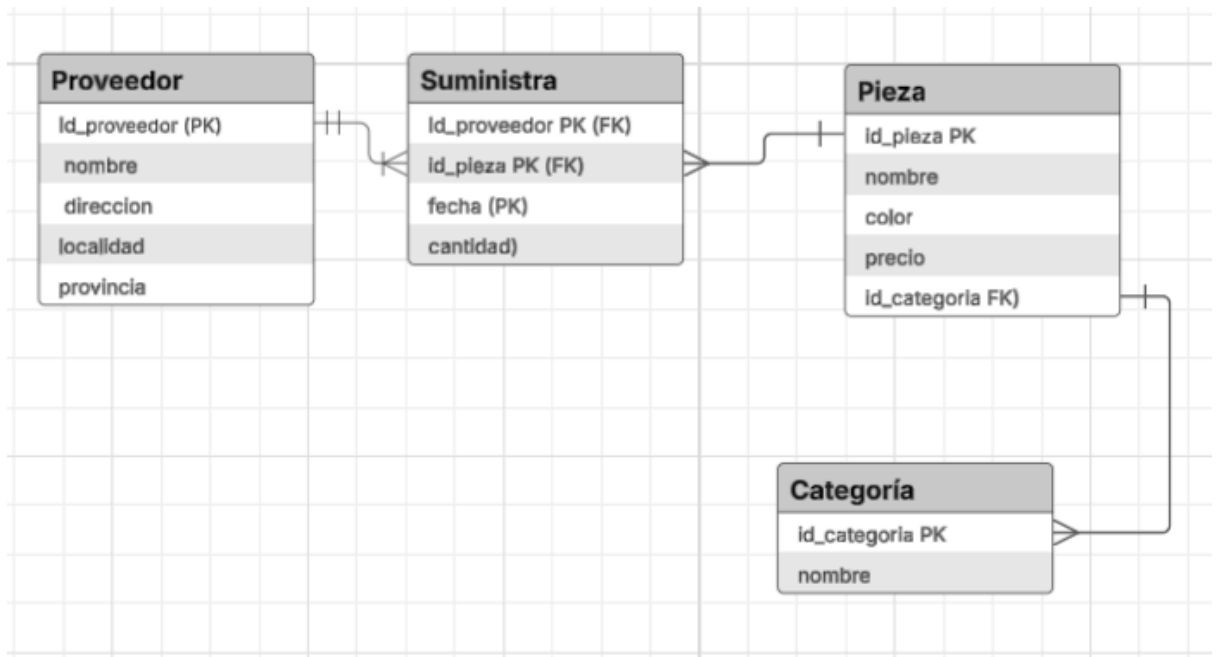 Proveedor
Id_proveedor (PK)
nombre
direccion
localidad
provincia
Suministra
Id_proveedor PK (FK)
id_pieza PK (FK)
fecha (PK)
cantidad)
Pieza
id_pieza PK
nombre
color
precio
id_categoria FK)
Categoría
id_categoria PK
nombre